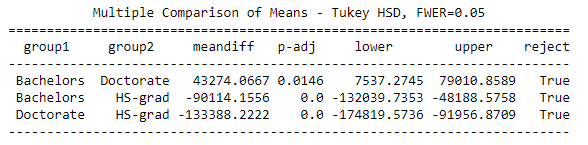 Multiple Comparison of Means - Tukey HSD, FWER=0.05
group1 group2 meandiff p-adj lower upper reject
Bachelors Doctorate 43274.0667 0.0146 7537.2745 79010.8589 True
Bachelors HS-grad -90114.1556 0.0 -132039.7353 -48188.5758 True
Doctorate HS-grad -133388.2222 0.0 -174819.5736 -91956.8709 True